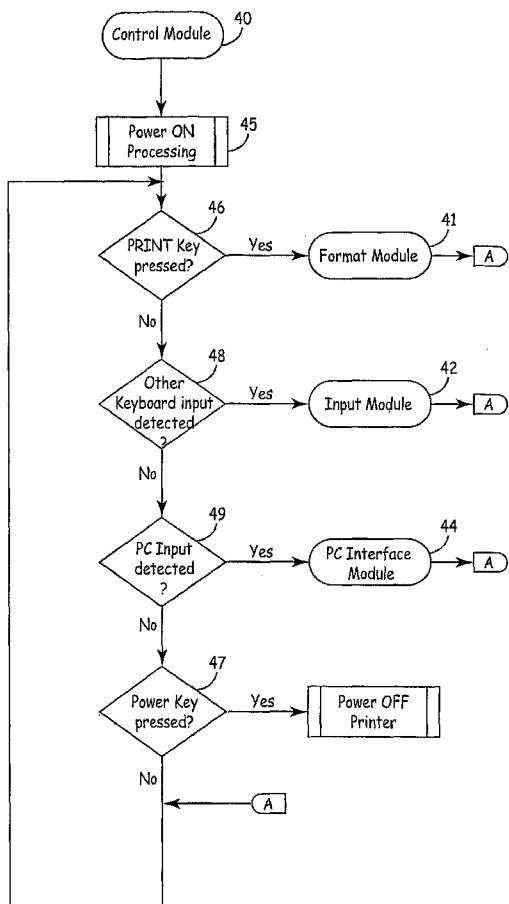 Control Module
40
Power ON
Processing
45
46
PRINT Key
pressed?
Yes
Format Module
41
A
No
48
Other
Keyboard input
detected
?
Yes
Input Module
42
A
No
49
PC Input
detected
?
Yes
PC Interface
Module
44
A
No
47
Power Key
pressed?
Yes
Power OFF
Printer
No
A